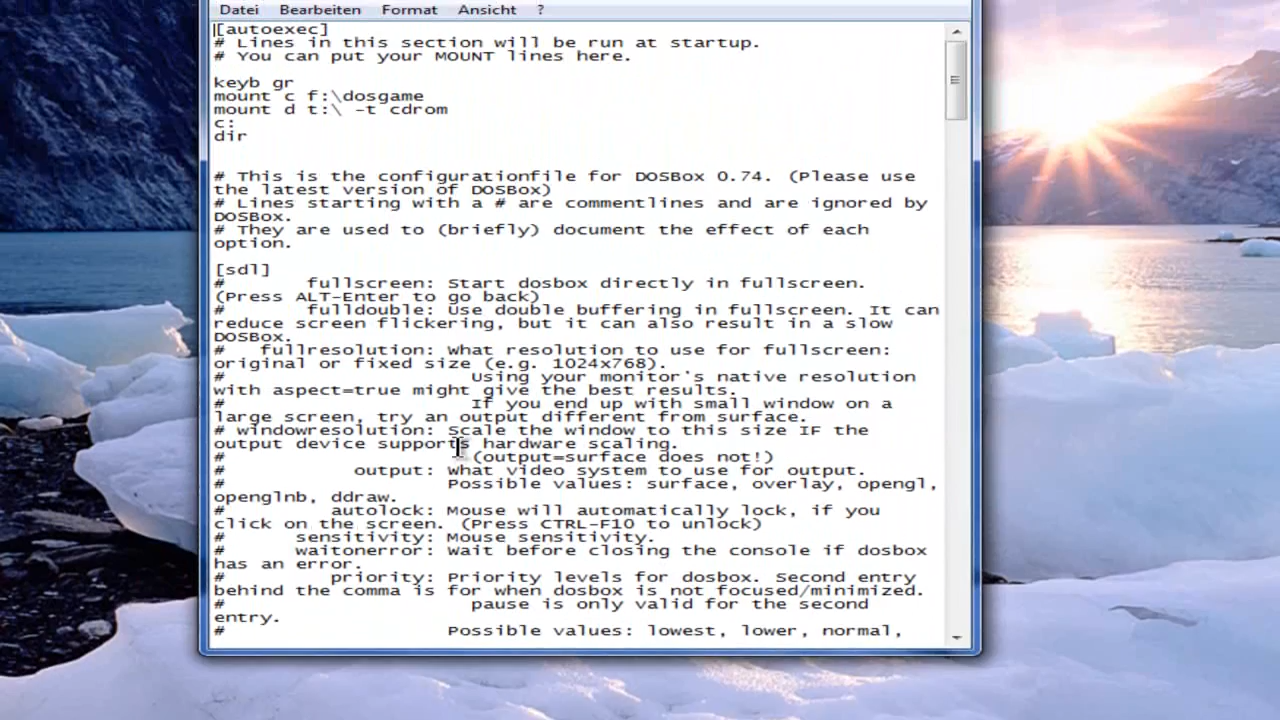 Datei Bearbeiten Format Ansicht ?
[autoexec]
# Lines in this section will be run at startup.
# You can put your MOUNT lines here.
keyb gr
mount c f:\dosgame
mount d t:\ -t cdrom
c:
dir
# This is the configurationfile for DOSBox 0.74. (Please use
the latest version of DOSBox)
# Lines starting with a # are commentlines and are ignored by
DOSBox.
# They are used to (briefly) document the effect of each
option.
[sdl]
# fullscreen: Start dosbox directly in fullscreen.
(Press ALT-Enter to go back)
# fulldouble: Use double buffering in fullscreen. It can
reduce screen flickering, but it can also result in a slow
DOSBox.
# fullresolution: What resolution to use for fullscreen:
original or fixed size (e.g. 1024x768).
# Using your monitor's native resolution
with aspect=true might give the best results.
# If you end up with small window on a
large screen, try an output different from surface.
# windowresolution: Scale the window to this size IF the
output device supports hardware scaling.
# (output=surface does not!)
# output: What video system to use for output.
# Possible values: surface, overlay, opengl,
openglnb, ddraw.
# autolock: Mouse will automatically lock, if you
click on the screen. (Press CTRL-F10 to unlock)
# sensitivity: Mouse sensitivity.
# waitonerror: Wait before closing the console if dosbox
has an error.
# priority: Priority levels for dosbox. Second entry
behind the comma is for when dosbox is not focused/minimized.
# pause is only valid for the second
entry.
# Possible values: lowest, lower, normal,